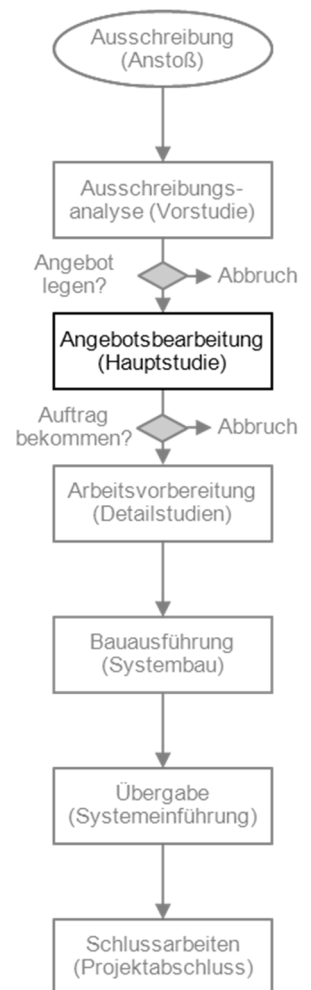 Ausschreibung
(Anstoß)
Ausschreibungs-
analyse (Vorstudie)
Angebot
legen?
Abbruch
Angebotsbearbeitung
(Hauptstudie)
Auftrag
bekommen?
Abbruch
Arbeitsvorbereitung
(Detailstudien)
Bauausführung
(Systembau)
Übergabe
(Systemeinführung)
Schlussarbeiten
(Projektabschluss)